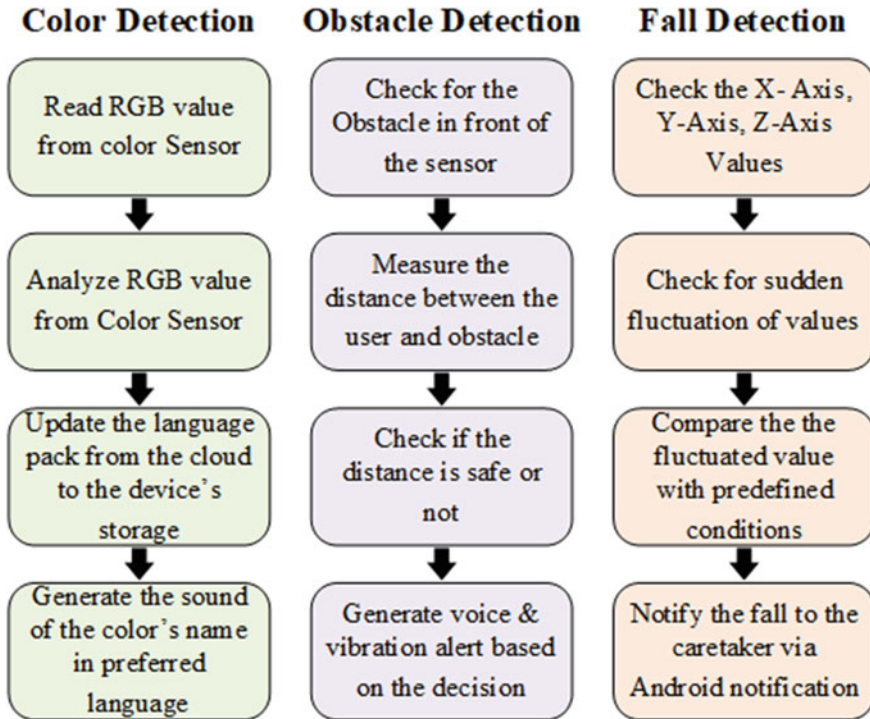 Color Detection
Read RGB value
from color Sensor
Analyze RGB value
from Color Sensor
Update the language
pack from the cloud
to the device’s
storage
Generate the sound
of the color’s name
in preferred
language
Obstacle Detection
Check for the
Obstacle in front of
the sensor
Measure the
distance between the
user and obstacle
Check if the
distance is safe or
not
Generate voice &
vibration alert based
on the decision
Fall Detection
Check the X- Axis,
Y-Axis, Z-Axis
Values
Check for sudden
fluctuation of values
Compare the the
fluctuated value
with predefined
conditions
Notify the fall to the
caretaker via
Android notification